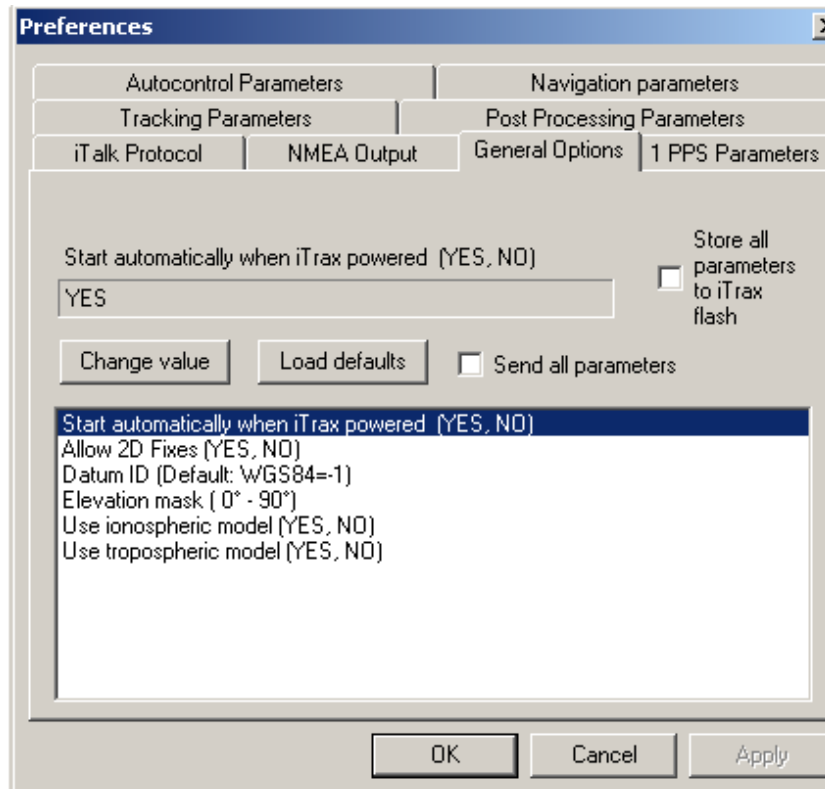 Preferences
Autocontrol Parameters
Navigation parameters
Tracking Parameters
Post Processing Parameters
iTalk Protocol
NMEA Output
General Options
1 PPS Parameters
Start automatically when iTrax powered (YES, NO)
YES
Store all
parameters
to iTrax
flash
Change value
Load defaults
Send all parameters
Start automatically when iTrax powered (YES, NO)
Allow 2D Fixes (YES, NO)
Datum ID (Default: WGS84=-1)
Elevation mask ( 0° - 90°)
Use ionospheric model (YES, NO)
Use tropospheric model (YES, NO)
OK
Cancel
Apply